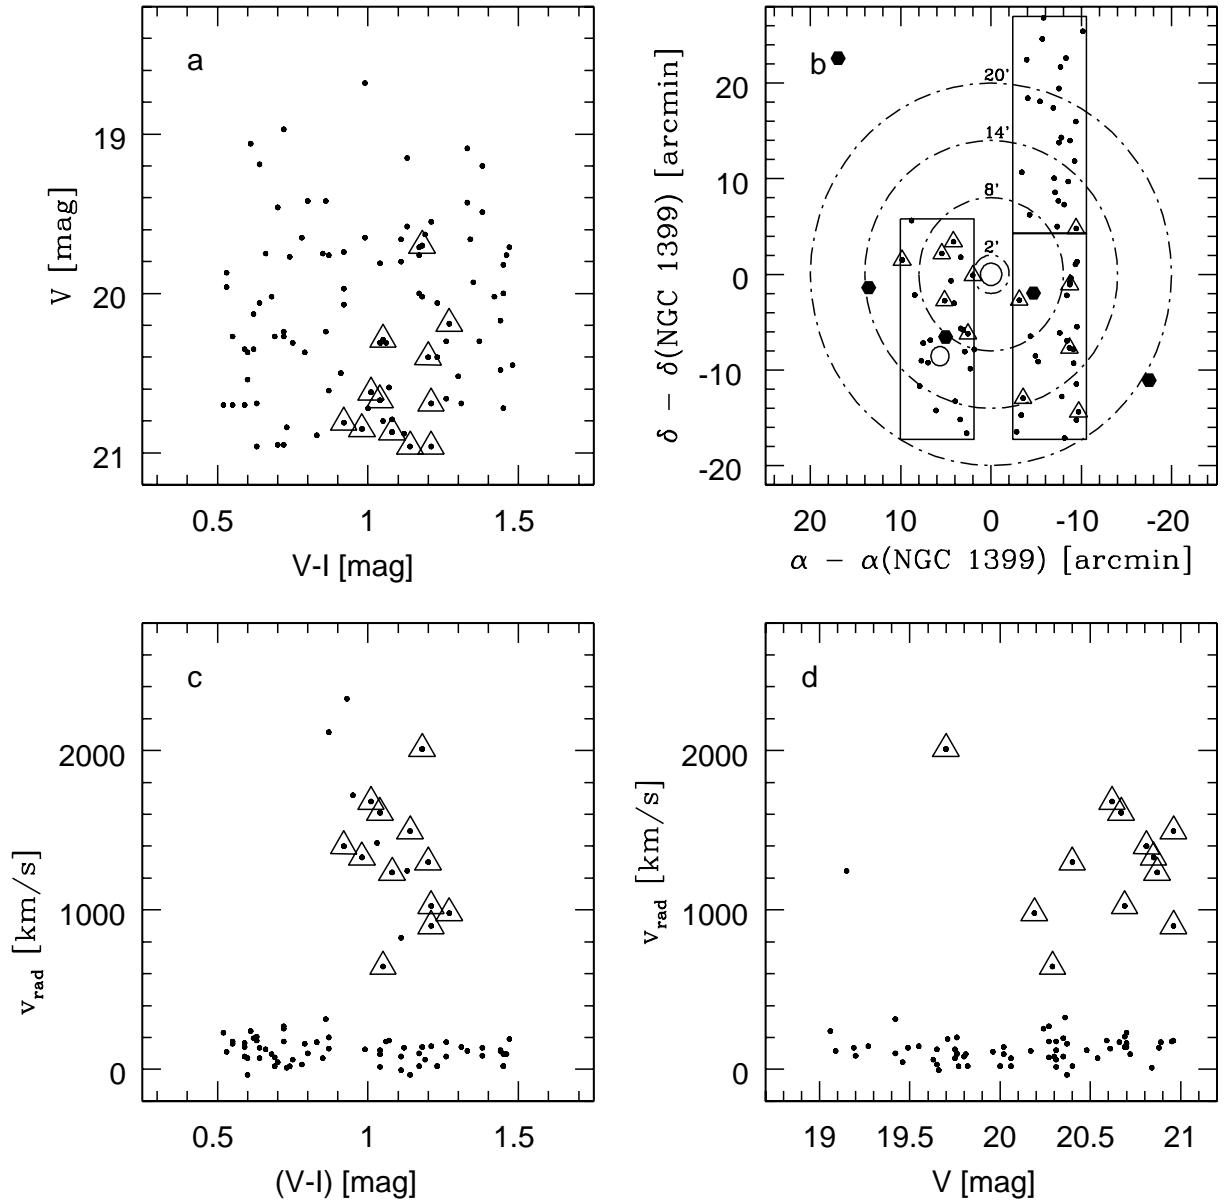 a
19
20
21
V [mag]
0.5
1
1.5
V-I [mag]
b
20'
14'
8'
2'
20
10
0
-10
-20
δ − δ(NGC 1399) [arcmin]
20
10
0
-10
-20
α − α(NGC 1399) [arcmin]
c
2000
1000
0
v_rad [km/s]
0.5
1
1.5
(V-I) [mag]
d
2000
1000
0
v_rad [km/s]
19
19.5
20
20.5
21
V [mag]